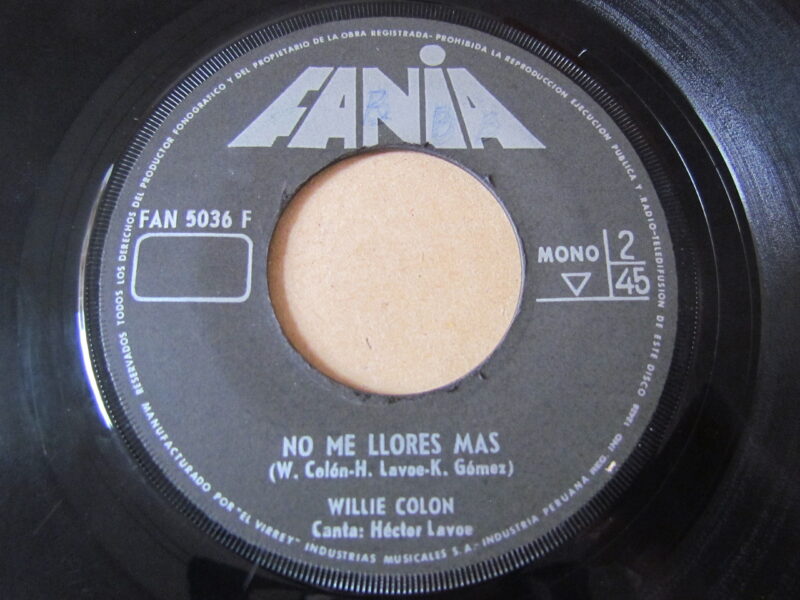 RESERVADOS TODOS LOS DERECHOS DEL PRODUCTOR FONOGRAFICO Y DEL PROPIETARIO DE LA OBRA REGISTRADA - PROHIBIDA LA REPRODUCCION EJECUCION PUBLICA Y RADIO-TELEDIFUSION DE ESTE DISCO
FANIA
FAN 5036 F
MONO 2
45
NO ME LLORES MAS
(W. Colón-H. Lavoe-K. Gómez)
WILLIE COLON
Canta: Héctor Lavoe
MANUFACTURADO POR "EL VIRREY" INDUSTRIAS MUSICALES S.A.- INDUSTRIA PERUANA REG. IND